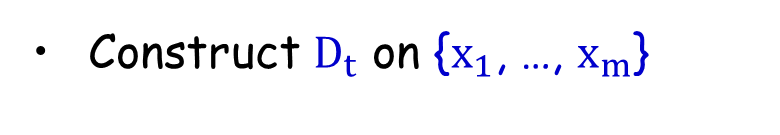 • Construct Dₜ on {x₁, …, xₘ}